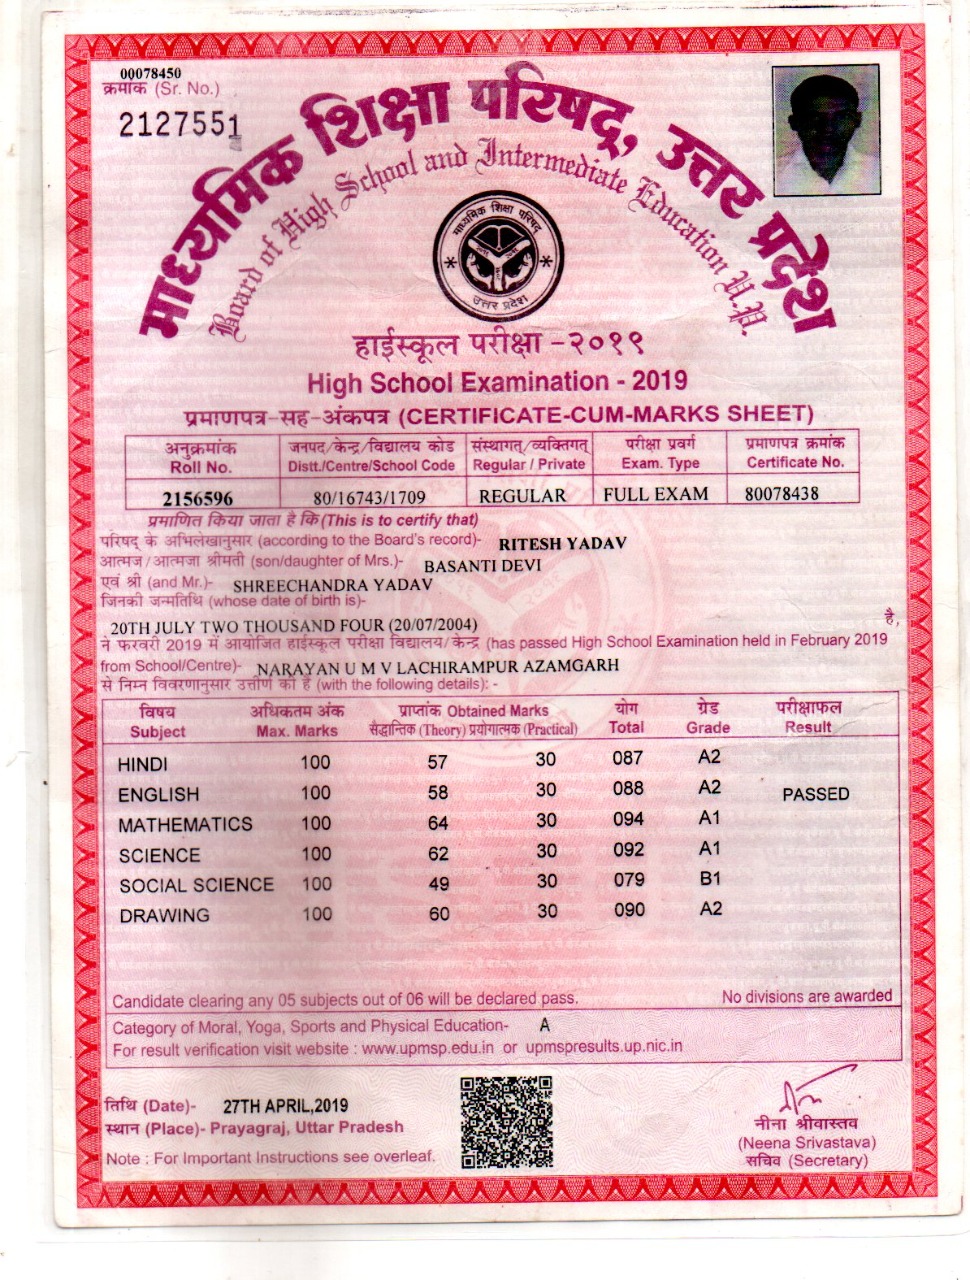 00078450
क्रमांक (Sr. No.)
2127551
माध्यमिक शिक्षा परिषद्, उत्तर प्रदेश
Board of High School and Intermediate Education U.P.
माध्यमिक शिक्षा परिषद
उत्तर प्रदेश
हाईस्कूल परीक्षा -२०१९
High School Examination - 2019
प्रमाणपत्र-सह-अंकपत्र (CERTIFICATE-CUM-MARKS SHEET)
अनुक्रमांक जनपद/केन्द्र/विद्यालय कोड संस्थागत्/व्यक्तिगत् परीक्षा प्रवर्ग प्रमाणपत्र क्रमांक
Roll No. Distt./Centre/School Code Regular / Private Exam. Type Certificate No.
2156596 80/16743/1709 REGULAR FULL EXAM 80078438
प्रमाणित किया जाता है कि (This is to certify that)
परिषद् के अभिलेखानुसार (according to the Board's record)- RITESH YADAV
आत्मज/आत्मजा श्रीमती (son/daughter of Mrs.)- BASANTI DEVI
एवं श्री (and Mr.)- SHREECHANDRA YADAV
जिनकी जन्मतिथि (whose date of birth is)-
20TH JULY TWO THOUSAND FOUR (20/07/2004) है,
ने फरवरी 2019 में आयोजित हाईस्कूल परीक्षा विद्यालय/केन्द्र (has passed High School Examination held in February 2019
from School/Centre)- NARAYAN U M V LACHIRAMPUR AZAMGARH
से निम्न विवरणानुसार उत्तीर्ण की है (with the following details): -
विषय अधिकतम अंक प्राप्तांक Obtained Marks योग ग्रेड परीक्षाफल
Subject Max. Marks सैद्धान्तिक (Theory) प्रयोगात्मक (Practical) Total Grade Result
HINDI 100 57 30 087 A2
ENGLISH 100 58 30 088 A2 PASSED
MATHEMATICS 100 64 30 094 A1
SCIENCE 100 62 30 092 A1
SOCIAL SCIENCE 100 49 30 079 B1
DRAWING 100 60 30 090 A2
Candidate clearing any 05 subjects out of 06 will be declared pass. No divisions are awarded
Category of Moral, Yoga, Sports and Physical Education- A
For result verification visit website : www.upmsp.edu.in or upmspresults.up.nic.in
तिथि (Date)- 27TH APRIL,2019
स्थान (Place)- Prayagraj, Uttar Pradesh
Note : For Important Instructions see overleaf.
नीना श्रीवास्तव
(Neena Srivastava)
सचिव (Secretary)